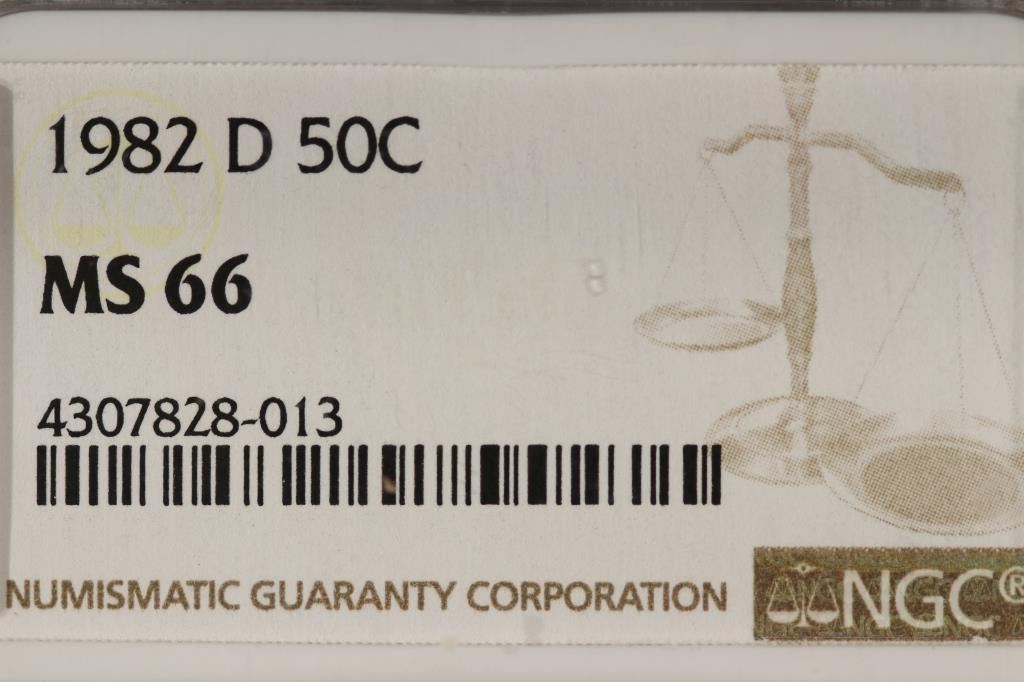 1982 D 50C
MS 66
4307828-013
NUMISMATIC GUARANTY CORPORATION
NGC®